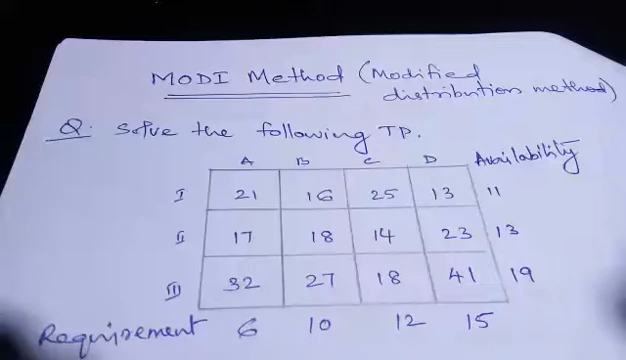 MODI Method (Modified
distribution method)
Q. Solve the following TP.
A B C D Availability
I 21 16 25 13 11
II 17 18 14 23 13
III 32 27 18 41 19
Requirement 6 10 12 15